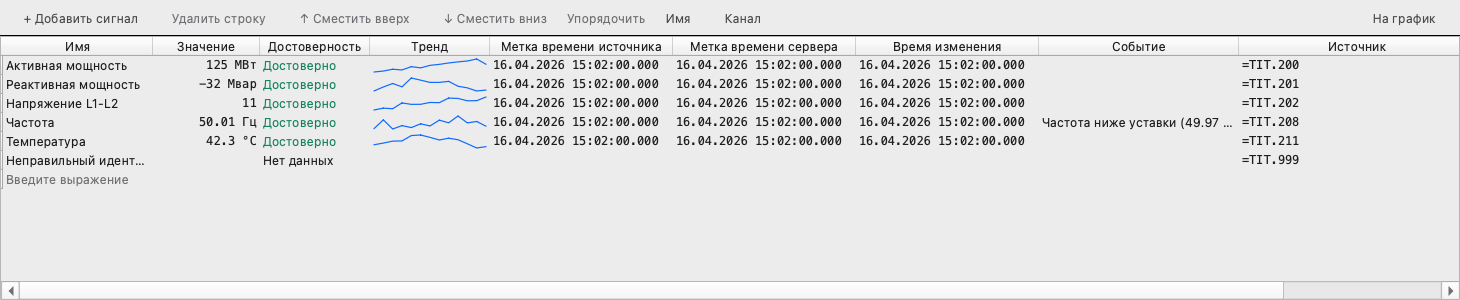 + Добавить сигнал Удалить строку ↑ Сместить вверх ↓ Сместить вниз Упорядочить Имя Канал На график
Имя Значение Достоверность Тренд Метка времени источника Метка времени сервера Время изменения Событие Источник
Активная мощность 125 МВт Достоверно 16.04.2026 15:02:00.000 16.04.2026 15:02:00.000 16.04.2026 15:02:00.000 =TIT.200
Реактивная мощность −32 Мвар Достоверно 16.04.2026 15:02:00.000 16.04.2026 15:02:00.000 16.04.2026 15:02:00.000 =TIT.201
Напряжение L1-L2 11 Достоверно 16.04.2026 15:02:00.000 16.04.2026 15:02:00.000 16.04.2026 15:02:00.000 =TIT.202
Частота 50.01 Гц Достоверно 16.04.2026 15:02:00.000 16.04.2026 15:02:00.000 16.04.2026 15:02:00.000 Частота ниже уставки (49.97 ... =TIT.208
Температура 42.3 °C Достоверно 16.04.2026 15:02:00.000 16.04.2026 15:02:00.000 16.04.2026 15:02:00.000 =TIT.211
Неправильный идент... Нет данных =TIT.999
Введите выражение